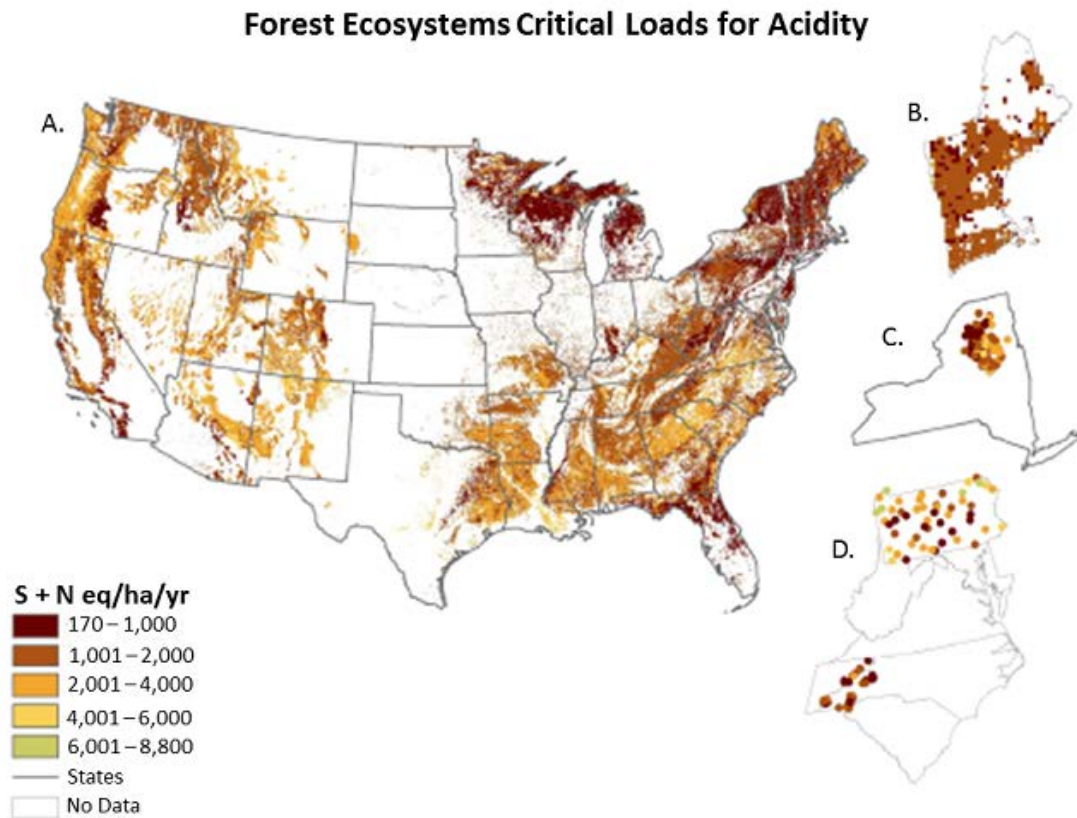 Forest Ecosystems Critical Loads for Acidity
A.
B.
C.
D.
S + N eq/ha/yr
170 – 1,000
1,001 – 2,000
2,001 – 4,000
4,001 – 6,000
6,001 – 8,800
States
No Data